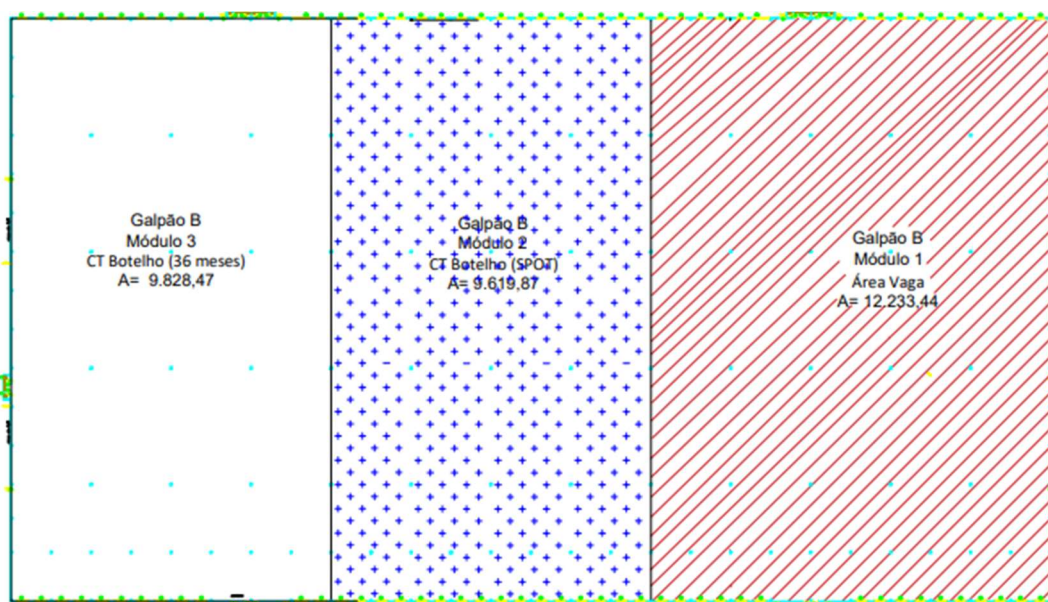 Galpão B
Módulo 3
CT Botelho (36 meses)
A= 9.828,47
Galpão B
Módulo 2
CT Botelho (SPOT)
A= 9.619,87
Galpão B
Módulo 1
Área Vaga
A= 12.233,44